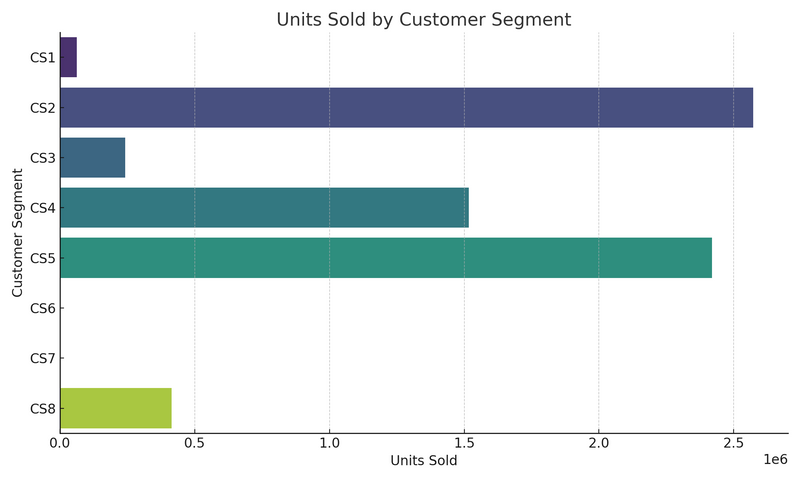 Units Sold by Customer Segment
Customer Segment
CS1
CS2
CS3
CS4
CS5
CS6
CS7
CS8
0.0 0.5 1.0 1.5 2.0 2.5
Units Sold
1e6